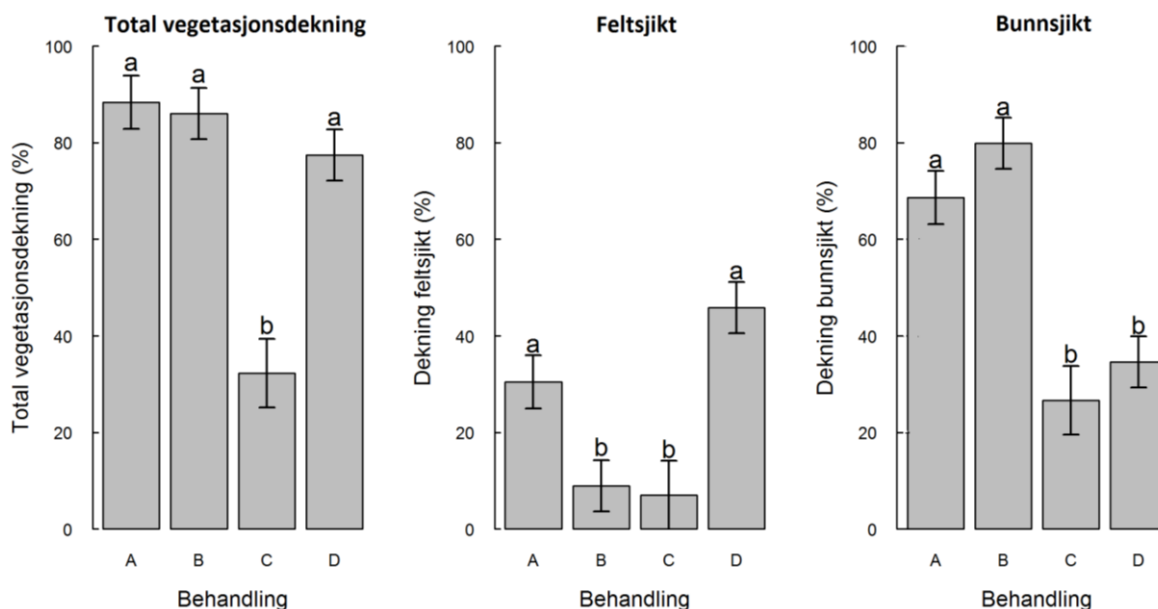 Total vegetasjonsdekning
Total vegetasjonsdekning (%)
100
80
60
40
20
0
a
a
b
a
A
B
C
D
Behandling
Feltsjikt
Dekning feltsjikt (%)
100
80
60
40
20
0
a
b
b
a
A
B
C
D
Behandling
Bunnsjikt
Dekning bunnsjikt (%)
100
80
60
40
20
0
a
a
b
b
A
B
C
D
Behandling